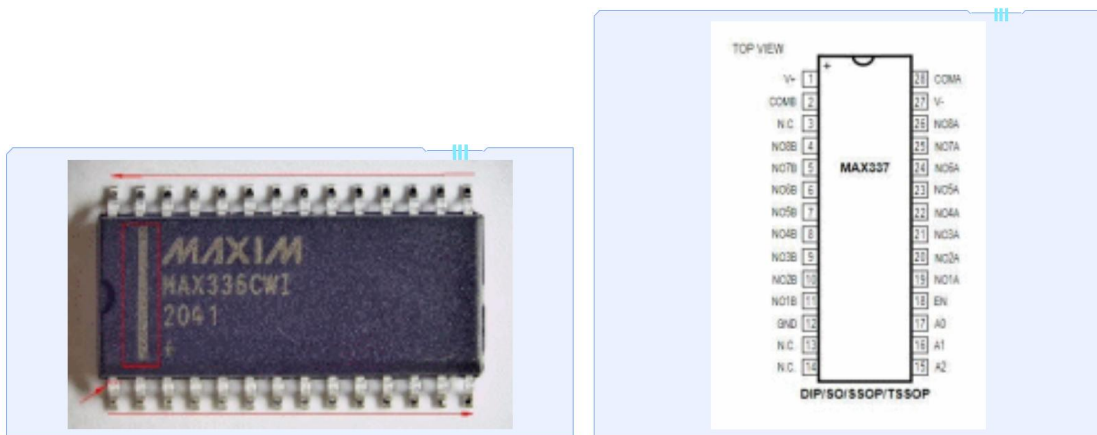 MAXIM
MAX336CWI
2041
+
TOP VIEW
+
V+ 1
COMB 2
N.C. 3
NO8B 4
NO7B 5
NO6B 6
NO5B 7
NO4B 8
NO3B 9
NO2B 10
NO1B 11
GND 12
N.C. 13
N.C. 14
MAX337
28 COMA
27 V-
26 NO8A
25 NO7A
24 NO6A
23 NO5A
22 NO4A
21 NO3A
20 NO2A
19 NO1A
18 EN
17 A0
16 A1
15 A2
DIP/SO/SSOP/TSSOP